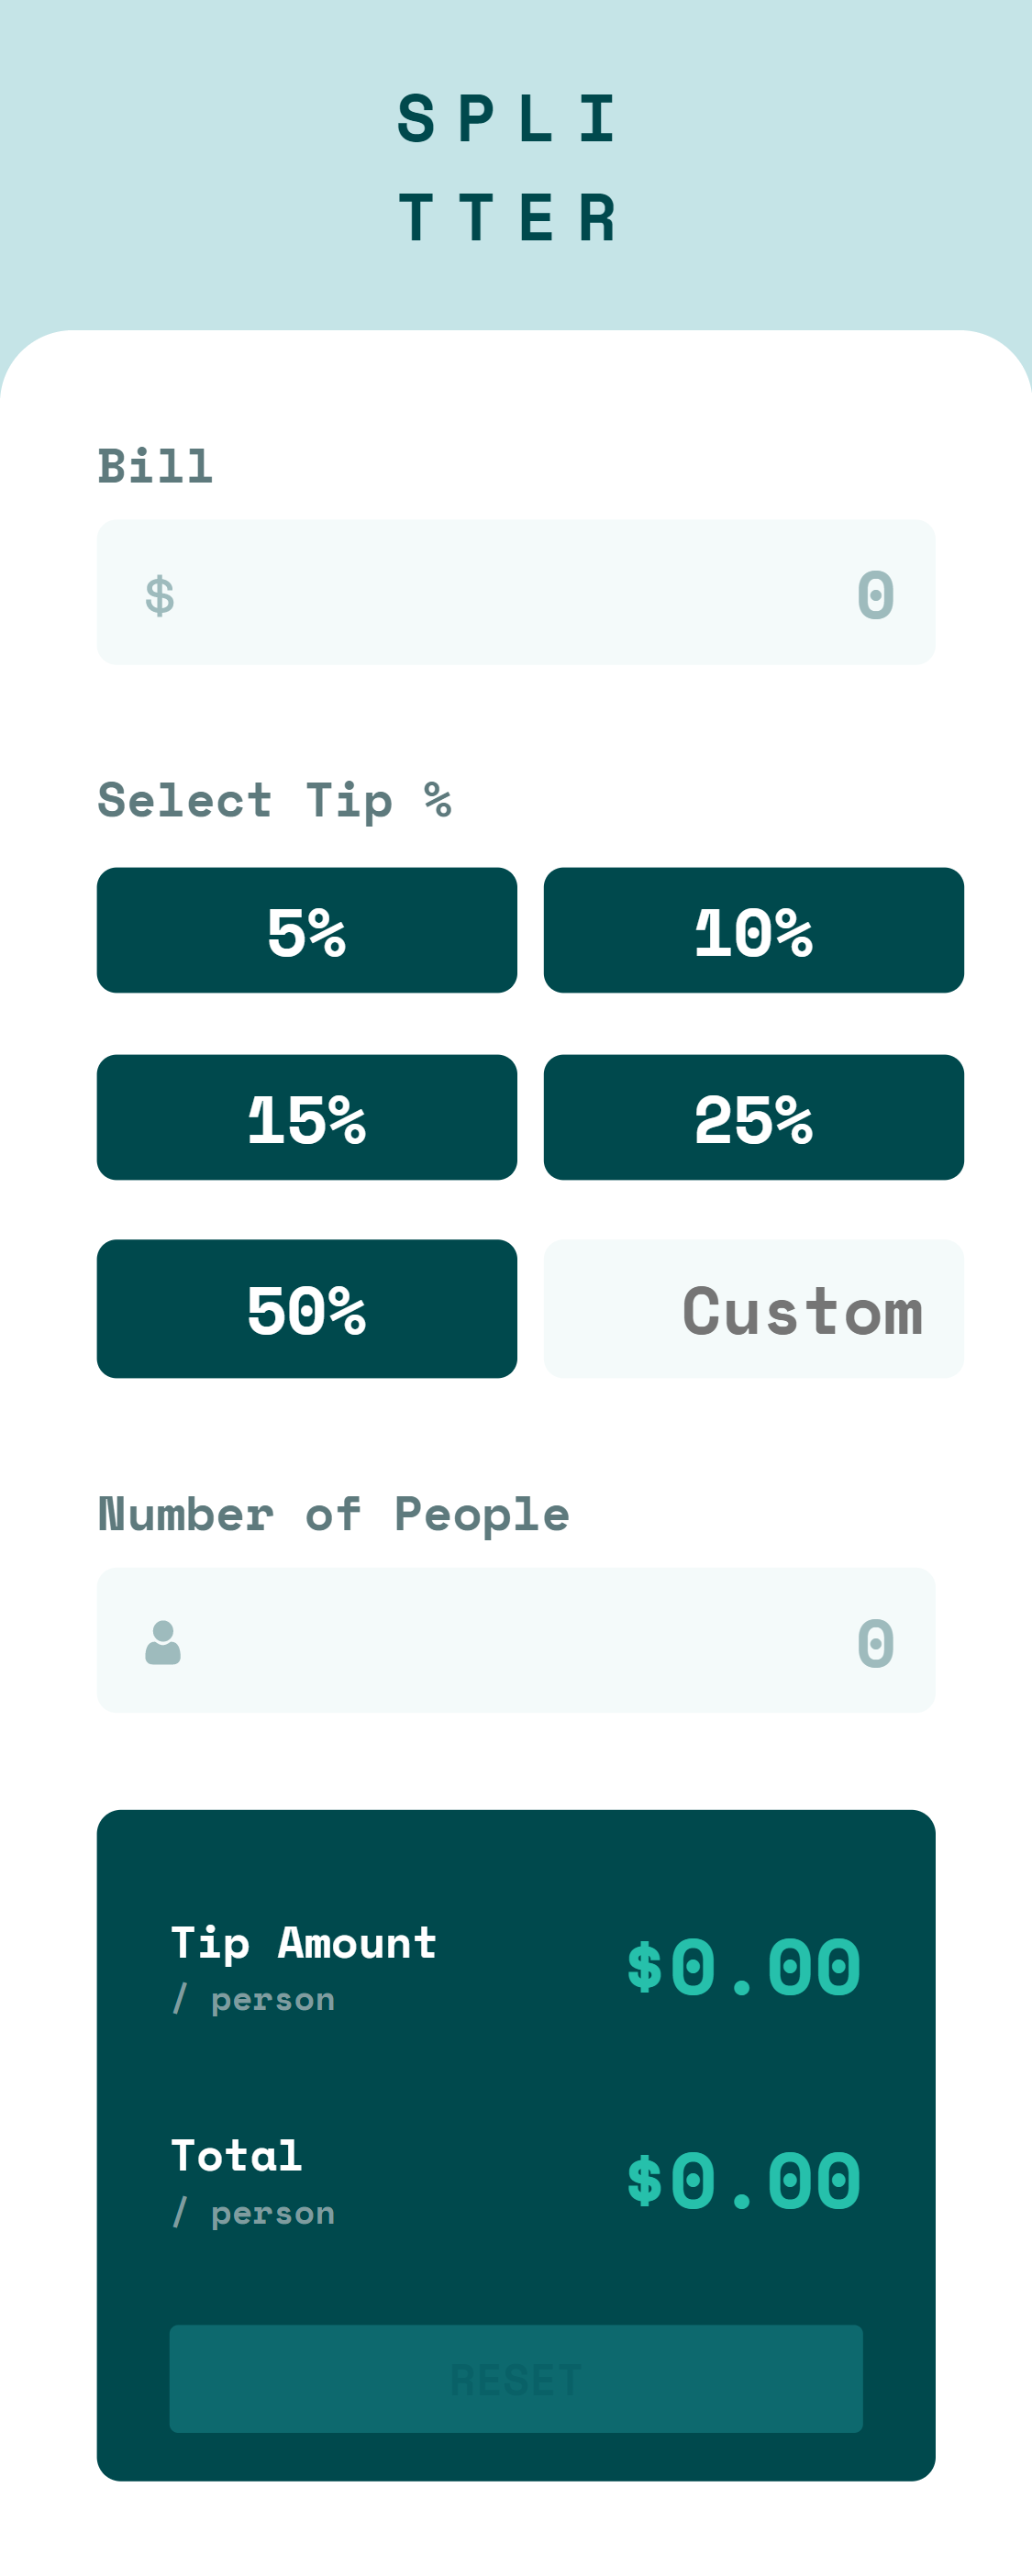 SPLI
TTER
Bill
$ 0
Select Tip %
5% 10%
15% 25%
50% Custom
Number of People
0
Tip Amount
/ person
$0.00
Total
/ person
$0.00
RESET